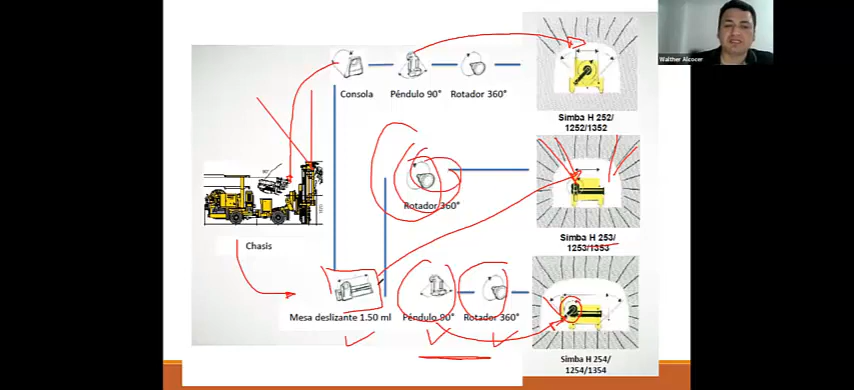 Walther Alcocer
Consola
Péndulo 90°
Rotador 360°
Simba H 252/
1252/1352
90°
Rotador 360°
Simba H 253/
1253/1353
Chasis
Mesa deslizante 1.50 ml
Péndulo 90°
Rotador 360°
Simba H 254/
1254/1354